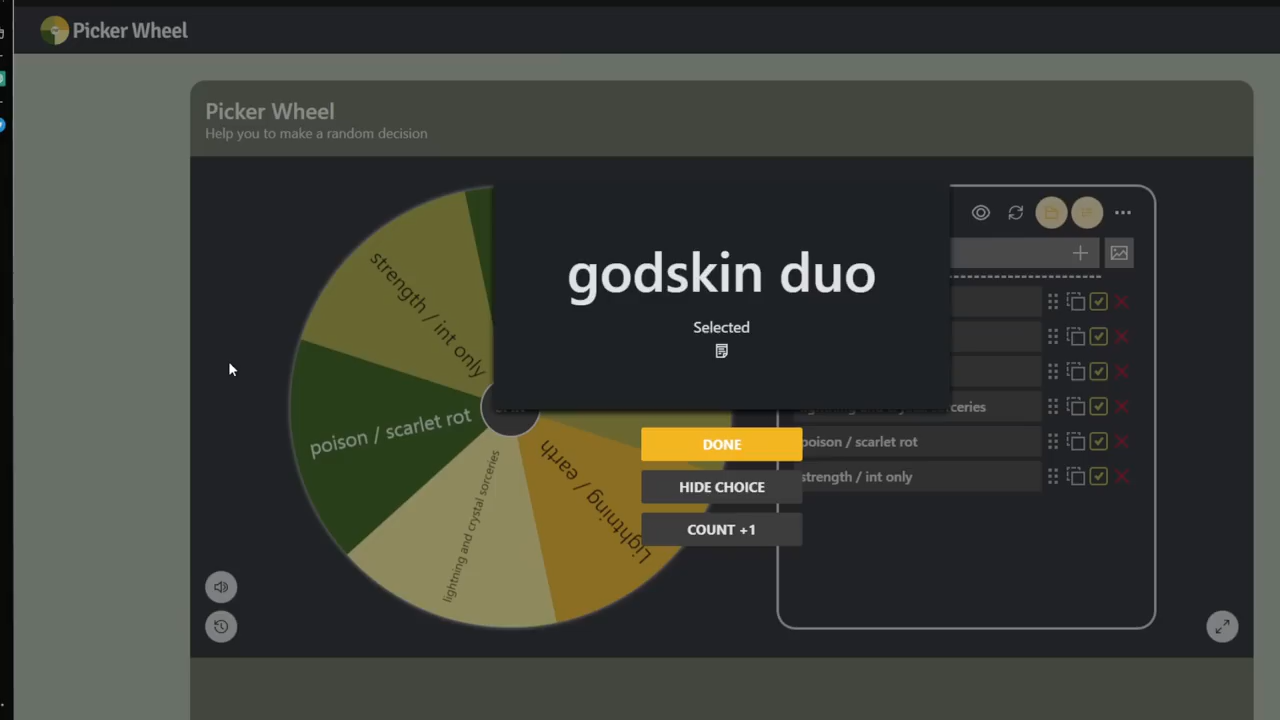 Picker Wheel
Picker Wheel
Help you to make a random decision
godskin duo
Selected
strength / int only
poison / scarlet rot
lightning and crystal sorceries
Lightning / earth
DONE
HIDE CHOICE
COUNT +1
ceries
poison / scarlet rot
strength / int only